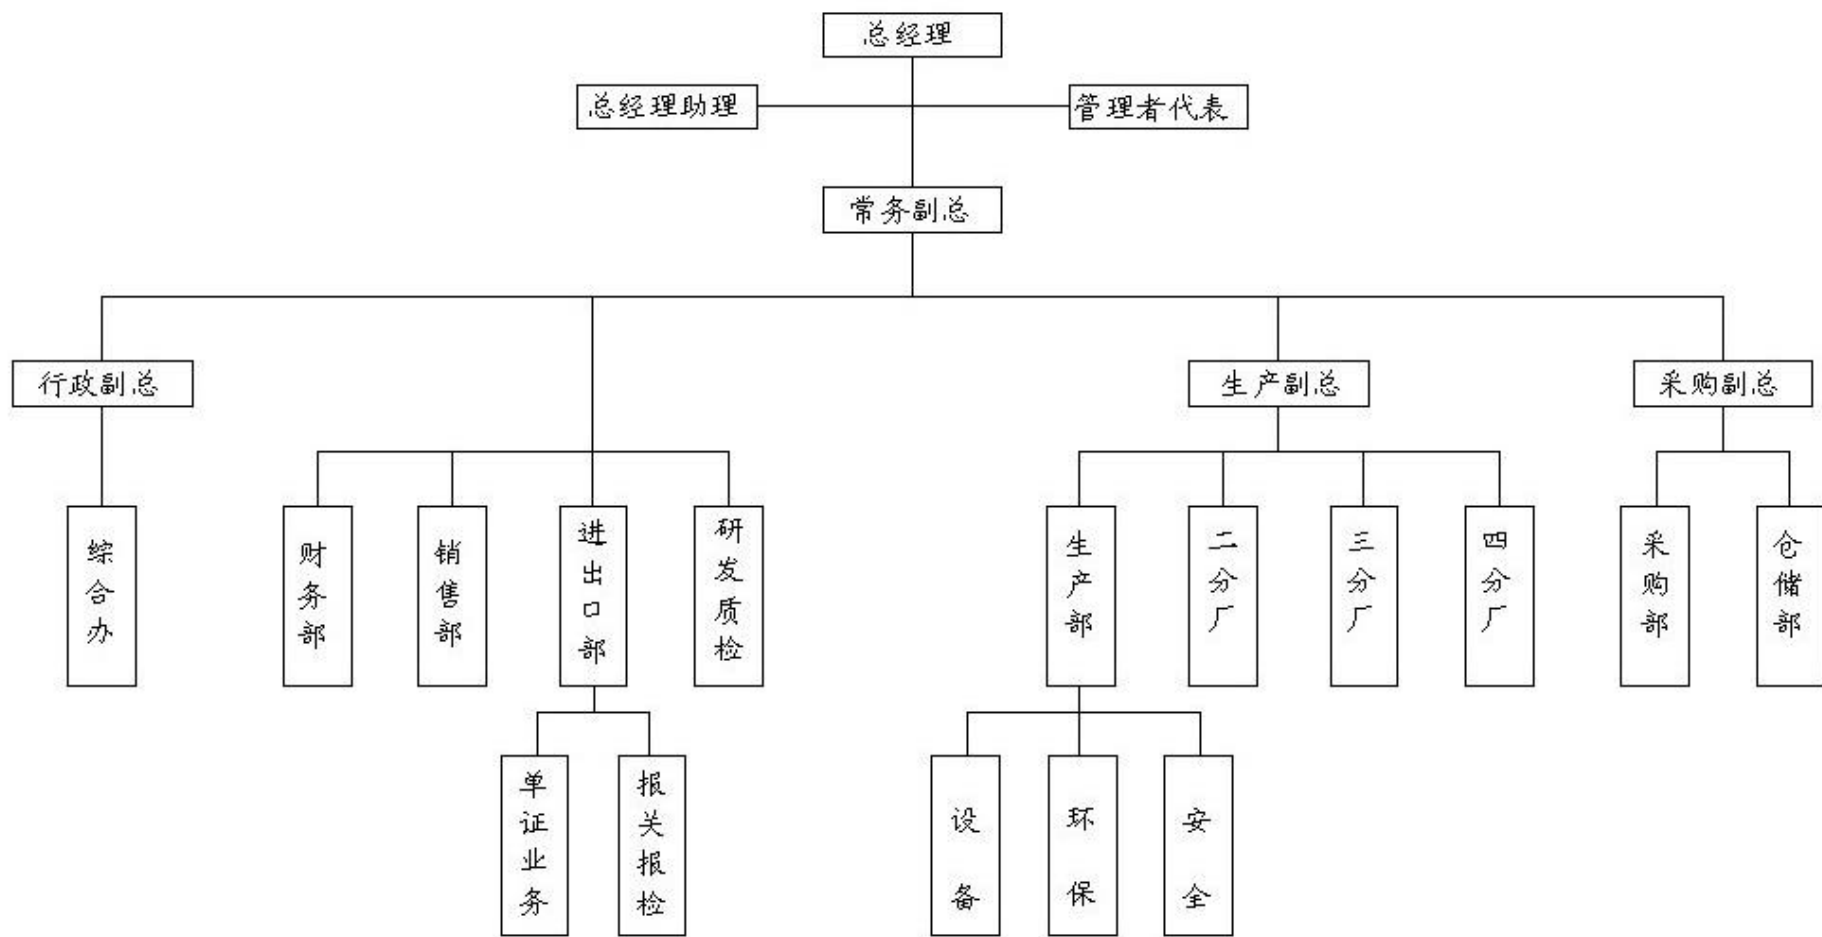 总经理
总经理助理
管理者代表
常务副总
行政副总
生产副总
采购副总
综合办
财务部
销售部
进出口部
研发质检
生产部
二分厂
三分厂
四分厂
采购部
仓储部
单证业务
报关报检
设备
环保
安全